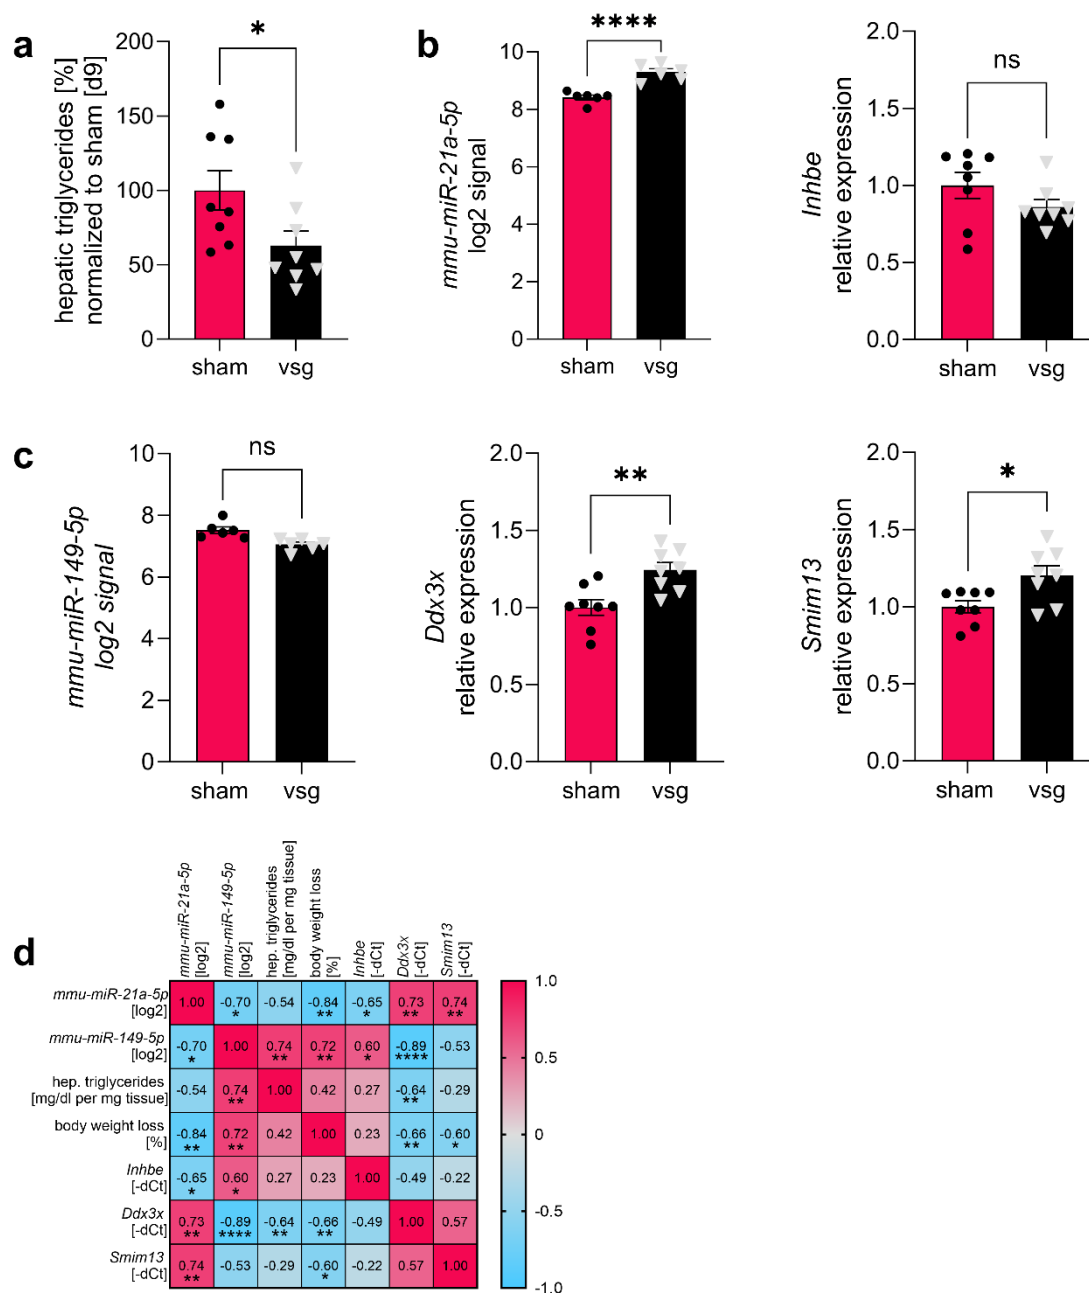 a
hepatic triglycerides [%]
normalized to sham [d9]
200
150
100
50
0
*
sham
vsg
b
mmu-miR-21a-5p
log2 signal
10
8
6
4
2
0
****
sham
vsg
Inhbe
relative expression
2.0
1.5
1.0
0.5
0.0
ns
sham
vsg
c
mmu-miR-149-5p
log2 signal
10
8
6
4
2
0
ns
sham
vsg
Ddx3x
relative expression
2.0
1.5
1.0
0.5
0.0
**
sham
vsg
Smim13
relative expression
2.0
1.5
1.0
0.5
0.0
*
sham
vsg
d
mmu-miR-21a-5p
[log2]
mmu-miR-149-5p
[log2]
hep. triglycerides
[mg/dl per mg tissue]
body weight loss
[%]
Inhbe
[-dCt]
Ddx3x
[-dCt]
Smim13
[-dCt]
mmu-miR-21a-5p
[log2]
1.00 -0.70 -0.54 -0.84 -0.65 0.73 0.74
* ** * ** **
mmu-miR-149-5p
[log2]
-0.70 1.00 0.74 0.72 0.60 -0.89 -0.53
* ** ** * ****
hep. triglycerides
[mg/dl per mg tissue]
-0.54 0.74 1.00 0.42 0.27 -0.64 -0.29
** **
body weight loss
[%]
-0.84 0.72 0.42 1.00 0.23 -0.66 -0.60
** ** ** *
Inhbe
[-dCt]
-0.65 0.60 0.27 0.23 1.00 -0.49 -0.22
* *
Ddx3x
[-dCt]
0.73 -0.89 -0.64 -0.66 -0.49 1.00 0.57
** **** ** **
Smim13
[-dCt]
0.74 -0.53 -0.29 -0.60 -0.22 0.57 1.00
** *
1.0
0.5
0
-0.5
-1.0